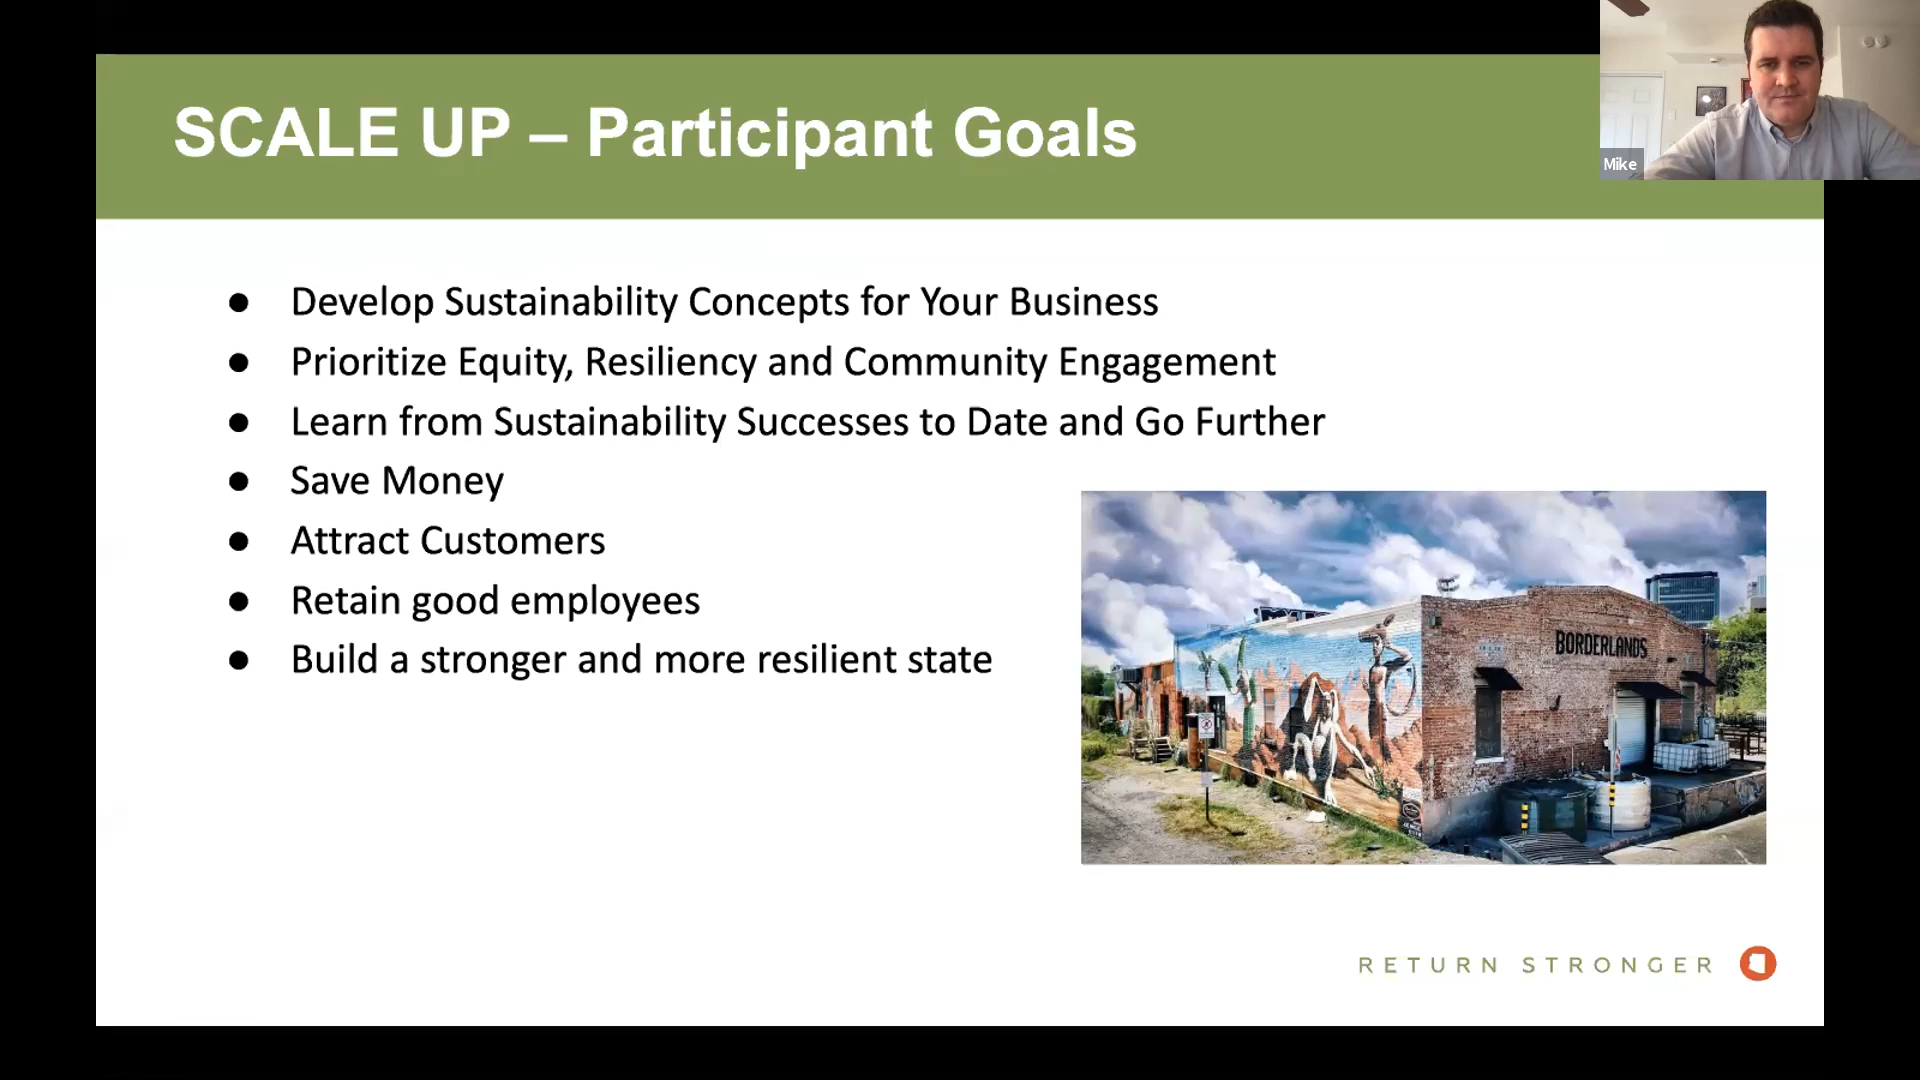 SCALE UP – Participant Goals
Mike
● Develop Sustainability Concepts for Your Business
● Prioritize Equity, Resiliency and Community Engagement
● Learn from Sustainability Successes to Date and Go Further
● Save Money
● Attract Customers
● Retain good employees
● Build a stronger and more resilient state
BORDERLANDS
RETURN STRONGER